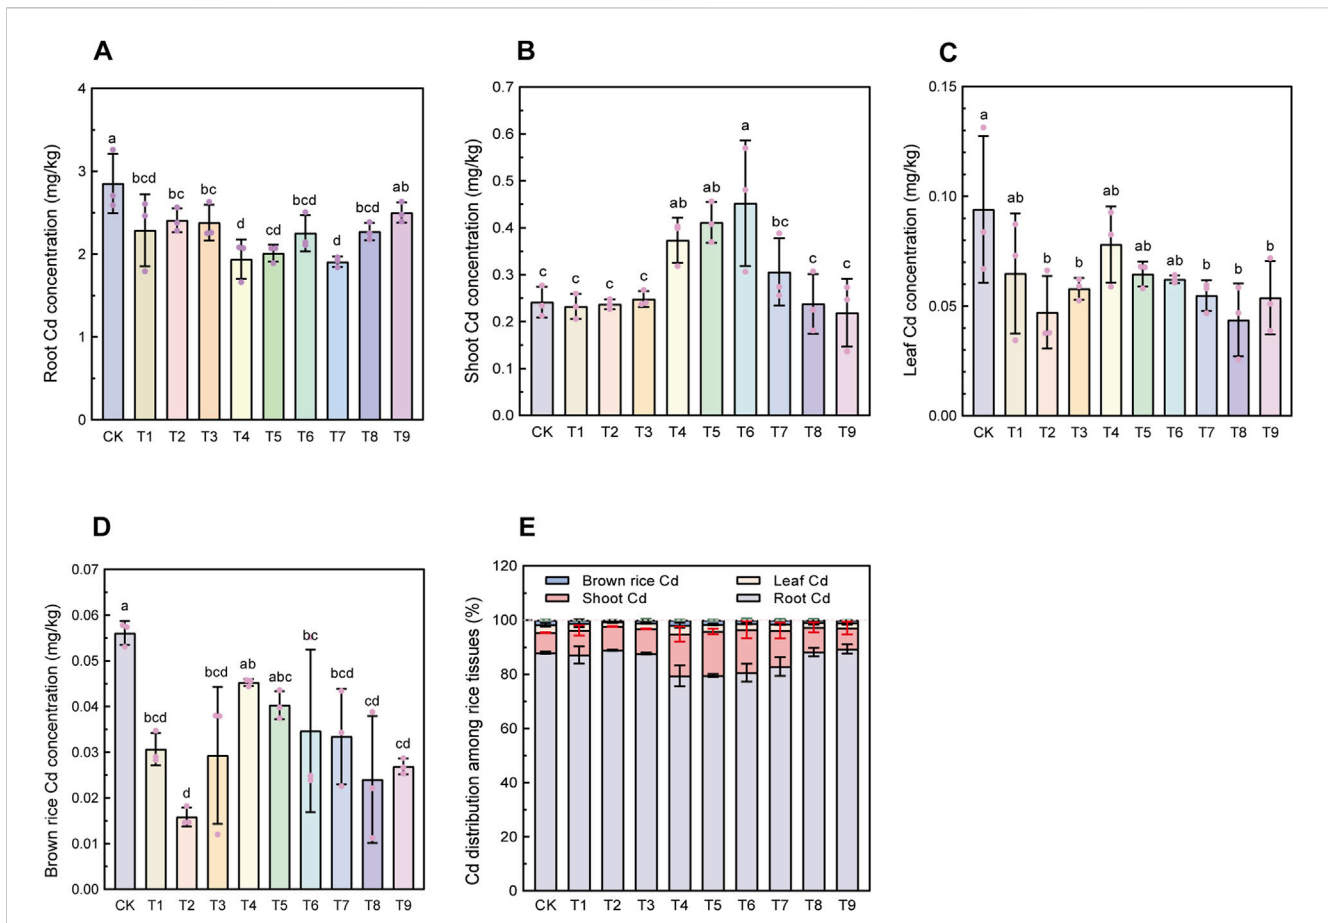 A
Root Cd concentration (mg/kg)
4
3
2
1
0
a
bcd
bc
bc
d
cd
bcd
d
bcd
ab
CK T1 T2 T3 T4 T5 T6 T7 T8 T9
B
Shoot Cd concentration (mg/kg)
0.7
0.6
0.5
0.4
0.3
0.2
0.1
0.0
c
c
c
c
ab
ab
a
bc
c
c
CK T1 T2 T3 T4 T5 T6 T7 T8 T9
C
Leaf Cd concentration (mg/kg)
0.15
0.10
0.05
0.00
a
ab
b
b
ab
ab
ab
b
b
b
CK T1 T2 T3 T4 T5 T6 T7 T8 T9
D
Brown rice Cd concentration (mg/kg)
0.07
0.06
0.05
0.04
0.03
0.02
0.01
0.00
a
bcd
d
bcd
ab
abc
bc
bcd
cd
cd
CK T1 T2 T3 T4 T5 T6 T7 T8 T9
E
Cd distribution among rice tissues (%)
120
100
80
60
40
20
0
Brown rice Cd
Leaf Cd
Shoot Cd
Root Cd
CK T1 T2 T3 T4 T5 T6 T7 T8 T9